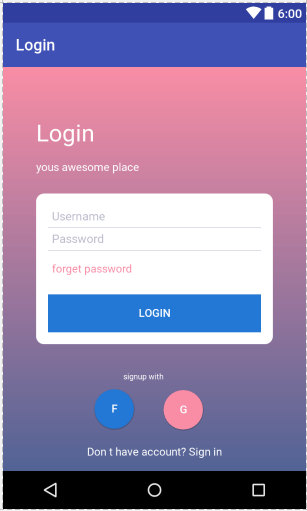 6:00
Login
Login
yous awesome place
Username
Password
forget password
LOGIN
signup with
F G
Don t have account? Sign in